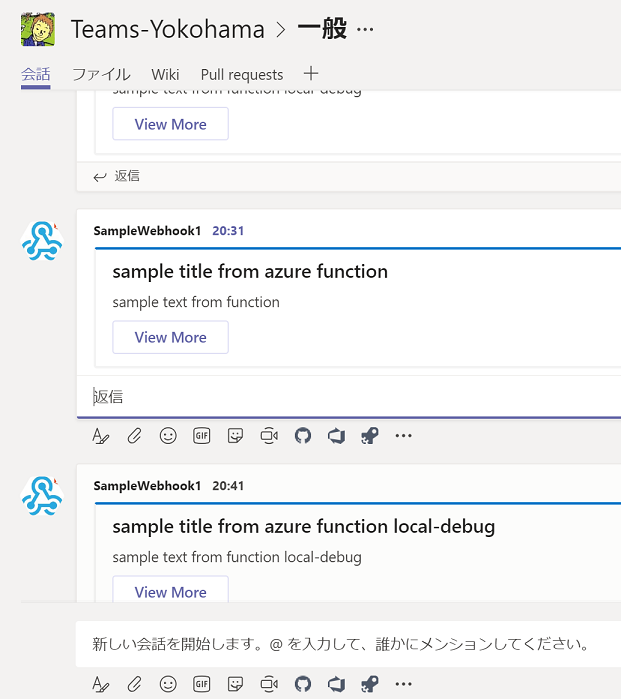 Teams-Yokohama > 一般 ···
会話 ファイル Wiki Pull requests +
sample text from function local-debug
View More
返信
SampleWebhook1 20:31
sample title from azure function
sample text from function
View More
返信
GIF
SampleWebhook1 20:41
sample title from azure function local-debug
sample text from function local-debug
View More
新しい会話を開始します。@ を入力して、誰かにメンションしてください。
GIF